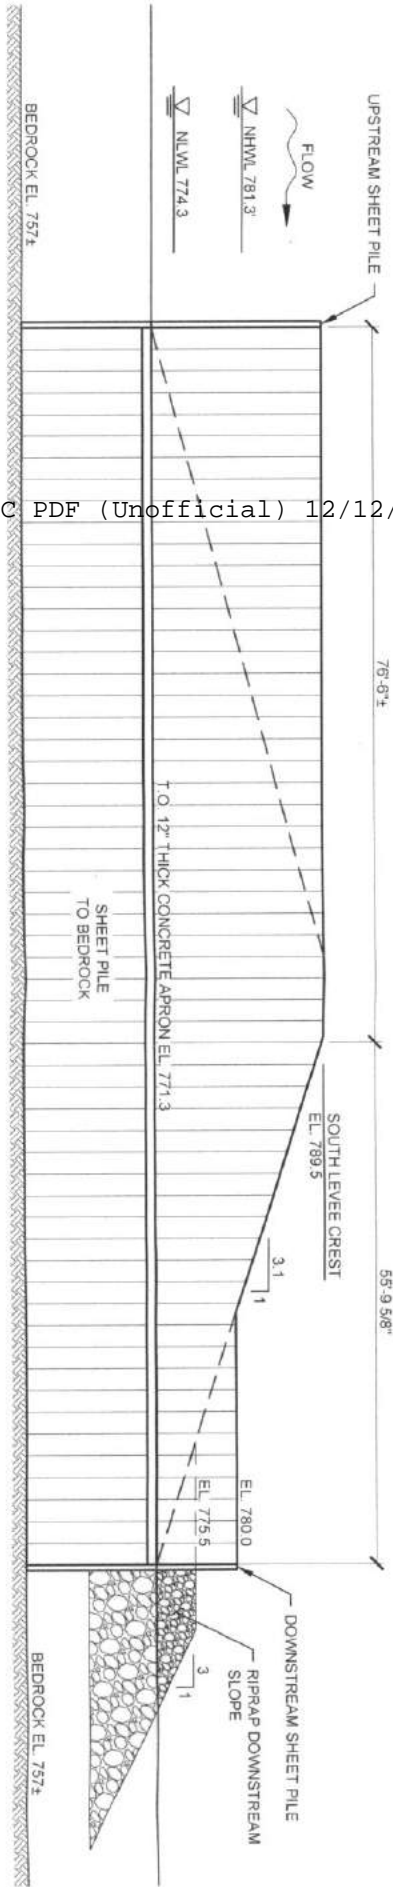 UPSTREAM SHEET PILE
FLOW
NHWL 781.3'
NLWL 774.3
BEDROCK EL. 757±
76'-6"±
55'-9 5/8"
SOUTH LEVEE CREST
EL. 789.5
3.1
1
T.O. 12" THICK CONCRETE APRON EL. 771.3
SHEET PILE
TO BEDROCK
EL. 780.0
EL. 775.5
DOWNSTREAM SHEET PILE
RIPRAP DOWNSTREAM
SLOPE
3
1
BEDROCK EL. 757±
C PDF (Unofficial) 12/12/